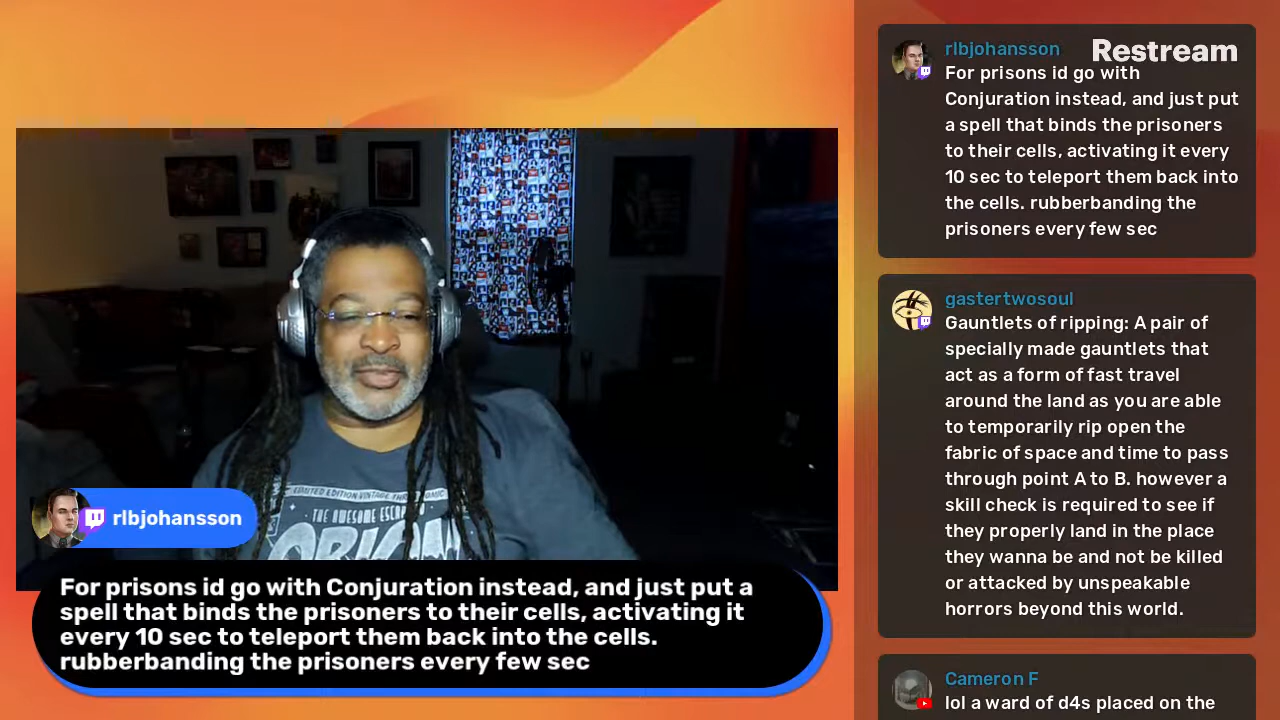 rlbjohansson
Restream
For prisons id go with
Conjuration instead, and just put
a spell that binds the prisoners
to their cells, activating it every
10 sec to teleport them back into
the cells. rubberbanding the
prisoners every few sec
gastertwosoul
Gauntlets of ripping: A pair of
specially made gauntlets that
act as a form of fast travel
around the land as you are able
to temporarily rip open the
fabric of space and time to pass
through point A to B. however a
skill check is required to see if
they properly land in the place
they wanna be and not be killed
or attacked by unspeakable
horrors beyond this world.
Cameron F
lol a ward of d4s placed on the
LIMITED EDITION VINTAGE
THE AWESOME
rlbjohansson
For prisons id go with Conjuration instead, and just put a
spell that binds the prisoners to their cells, activating it
every 10 sec to teleport them back into the cells.
rubberbanding the prisoners every few sec